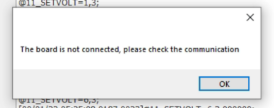 @11_SETVOLT=1,3;
The board is not connected, please check the communication
OK
@11_SETVOLT=6,3;